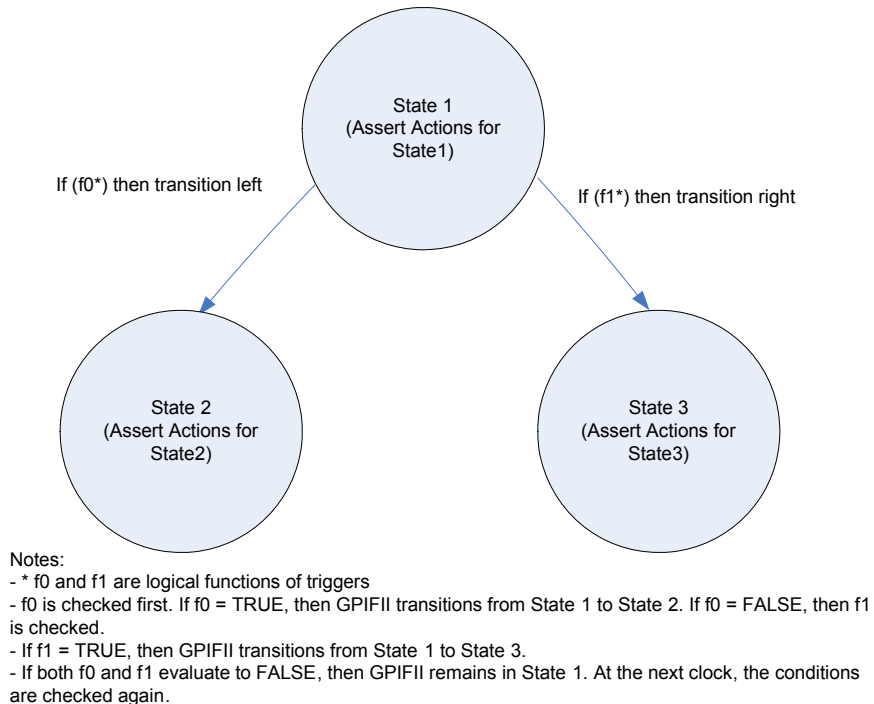 State 1
(Assert Actions for
State1)
If (f0*) then transition left
If (f1*) then transition right
State 2
(Assert Actions for
State2)
State 3
(Assert Actions for
State3)
Notes:
- * f0 and f1 are logical functions of triggers
- f0 is checked first. If f0 = TRUE, then GPIFII transitions from State 1 to State 2. If f0 = FALSE, then f1
is checked.
- If f1 = TRUE, then GPIFII transitions from State 1 to State 3.
- If both f0 and f1 evaluate to FALSE, then GPIFII remains in State 1. At the next clock, the conditions
are checked again.